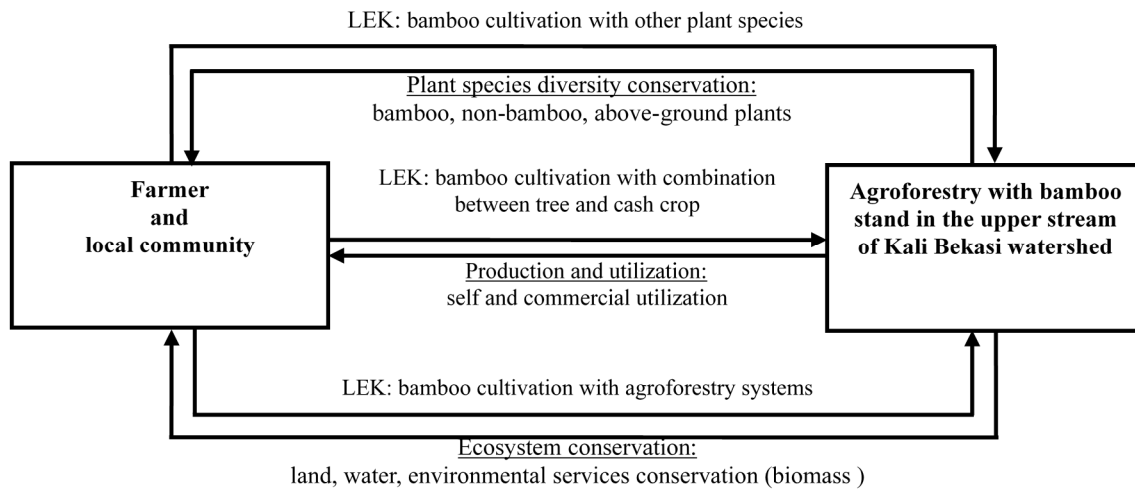 LEK: bamboo cultivation with other plant species
Plant species diversity conservation:
bamboo, non-bamboo, above-ground plants
Farmer
and
local community
LEK: bamboo cultivation with combination
between tree and cash crop
Production and utilization:
self and commercial utilization
Agroforestry with bamboo
stand in the upper stream
of Kali Bekasi watershed
LEK: bamboo cultivation with agroforestry systems
Ecosystem conservation:
land, water, environmental services conservation (biomass )